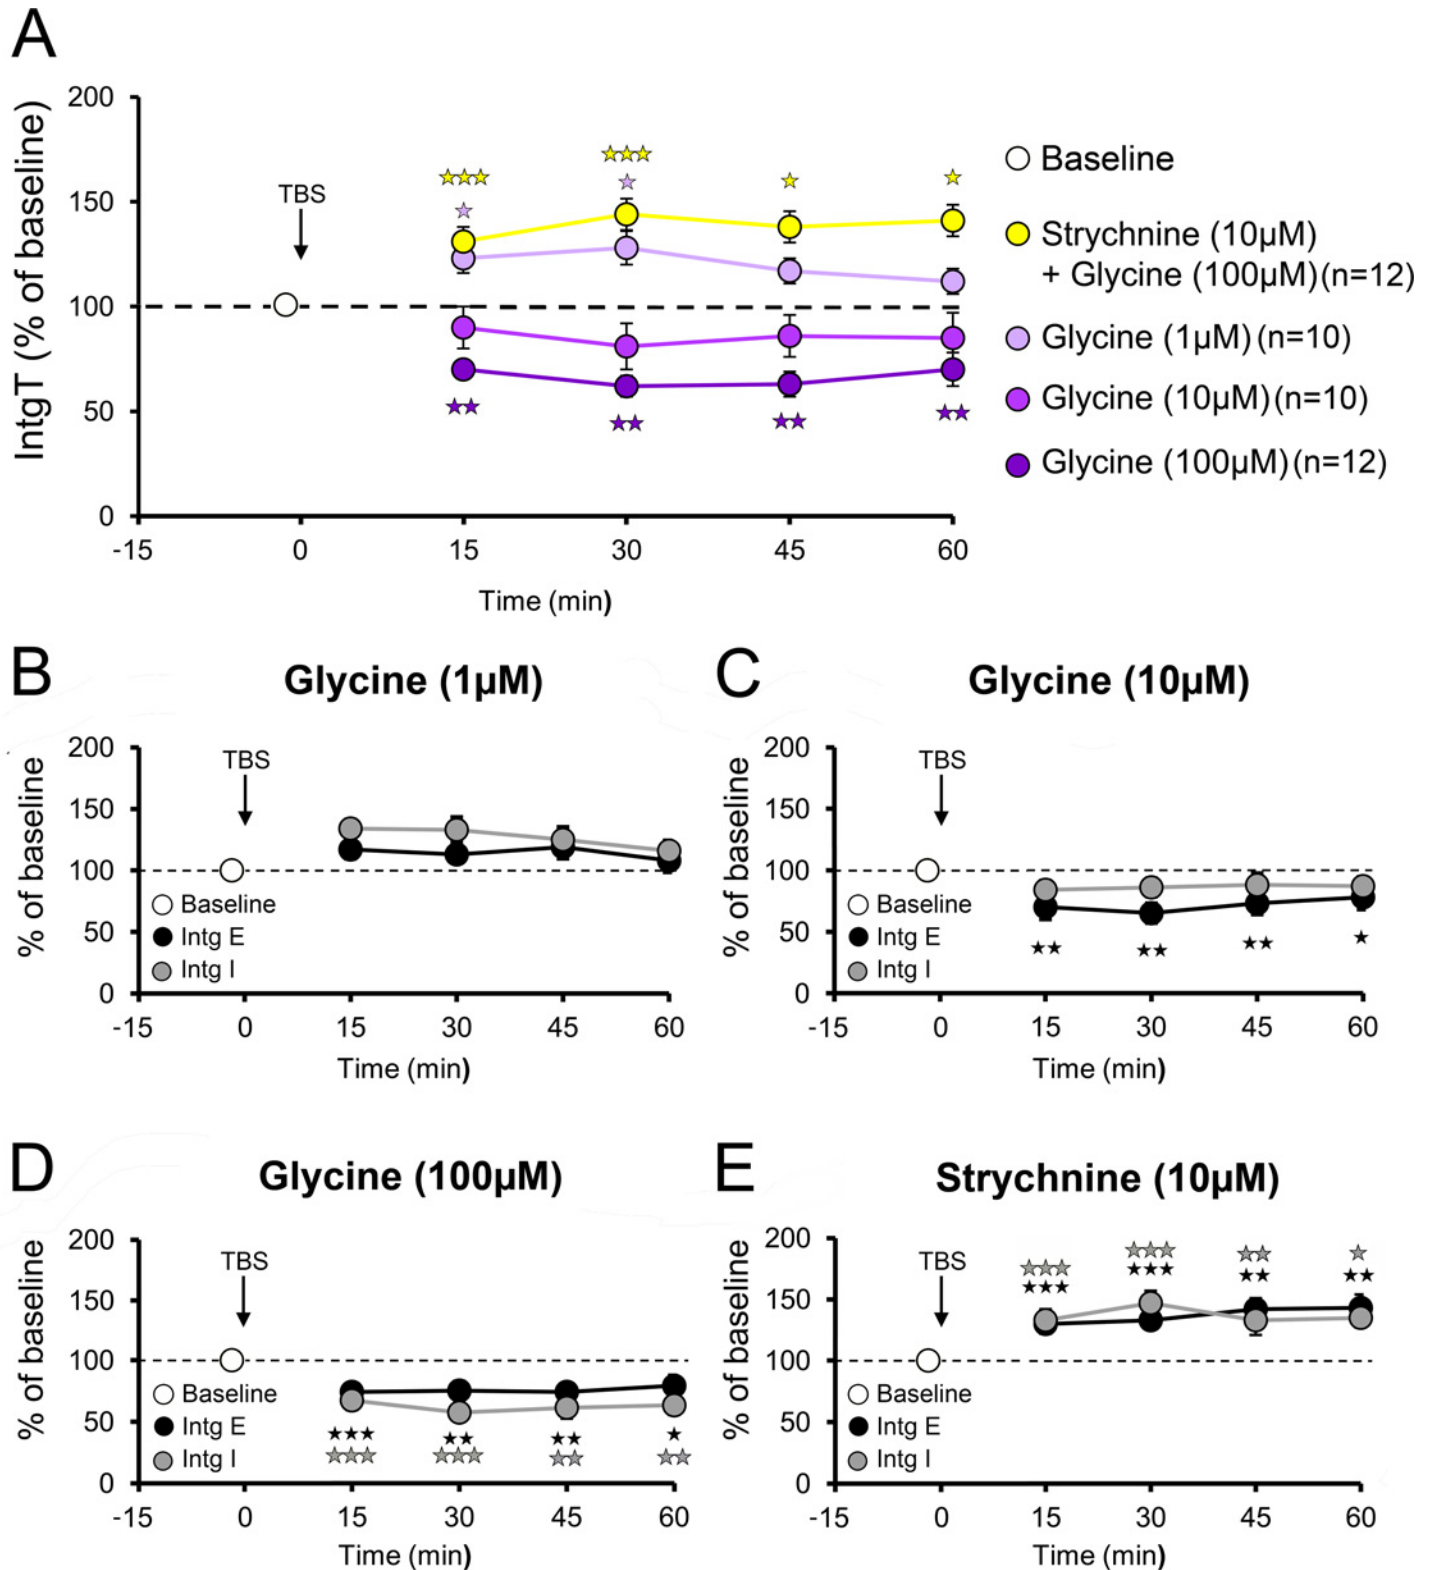 A
IntgT (% of baseline)
200
150
100
50
0
TBS
-15 0 15 30 45 60
Time (min)
Baseline
Strychnine (10µM)
+ Glycine (100µM) (n=12)
Glycine (1µM) (n=10)
Glycine (10µM) (n=10)
Glycine (100µM) (n=12)
B
Glycine (1µM)
% of baseline
200
150
100
50
0
TBS
Baseline
Intg E
Intg I
-15 0 15 30 45 60
Time (min)
C
Glycine (10µM)
% of baseline
200
150
100
50
0
TBS
Baseline
Intg E
Intg I
-15 0 15 30 45 60
Time (min)
D
Glycine (100µM)
% of baseline
200
150
100
50
0
TBS
Baseline
Intg E
Intg I
-15 0 15 30 45 60
Time (min)
E
Strychnine (10µM)
% of baseline
200
150
100
50
0
TBS
Baseline
Intg E
Intg I
-15 0 15 30 45 60
Time (min)